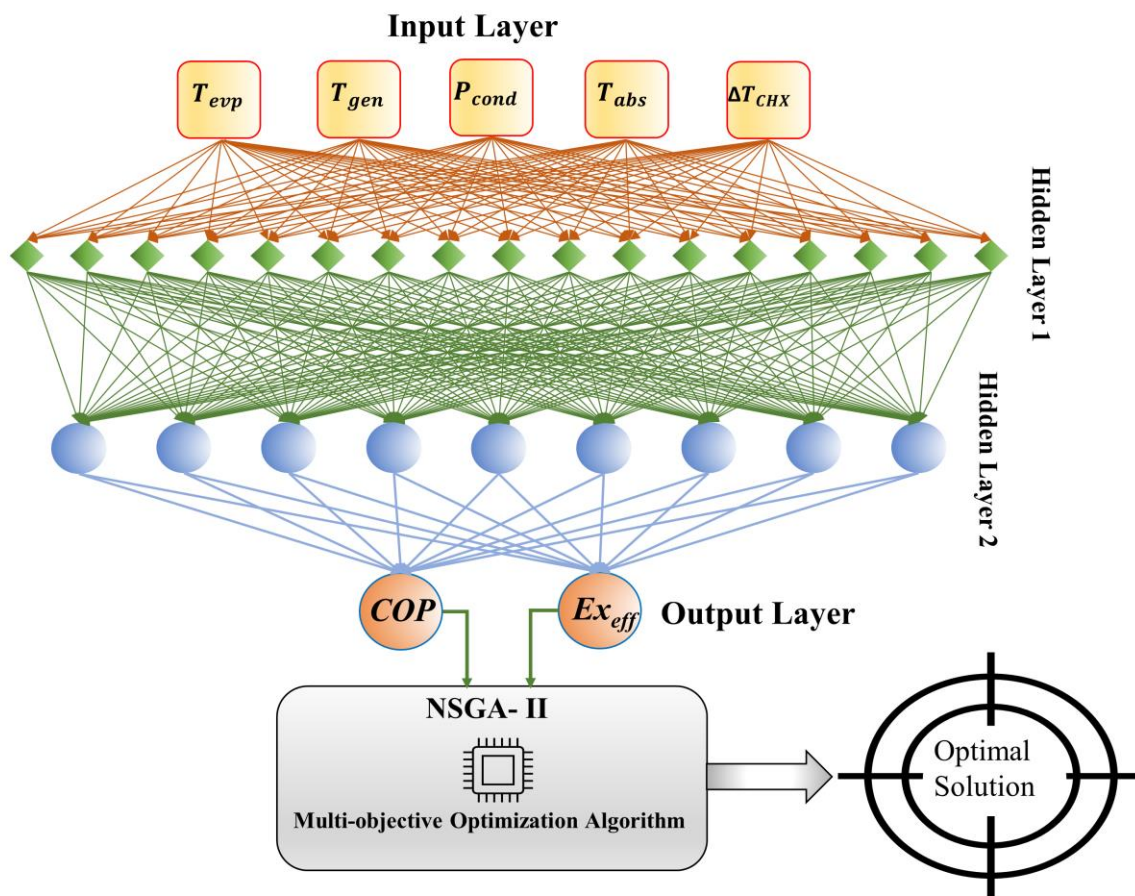 Input Layer
T_evp T_gen P_cond T_abs ΔT_CHX
Hidden Layer 1
Hidden Layer 2
COP Ex_eff Output Layer
NSGA- II
Multi-objective Optimization Algorithm
Optimal
Solution